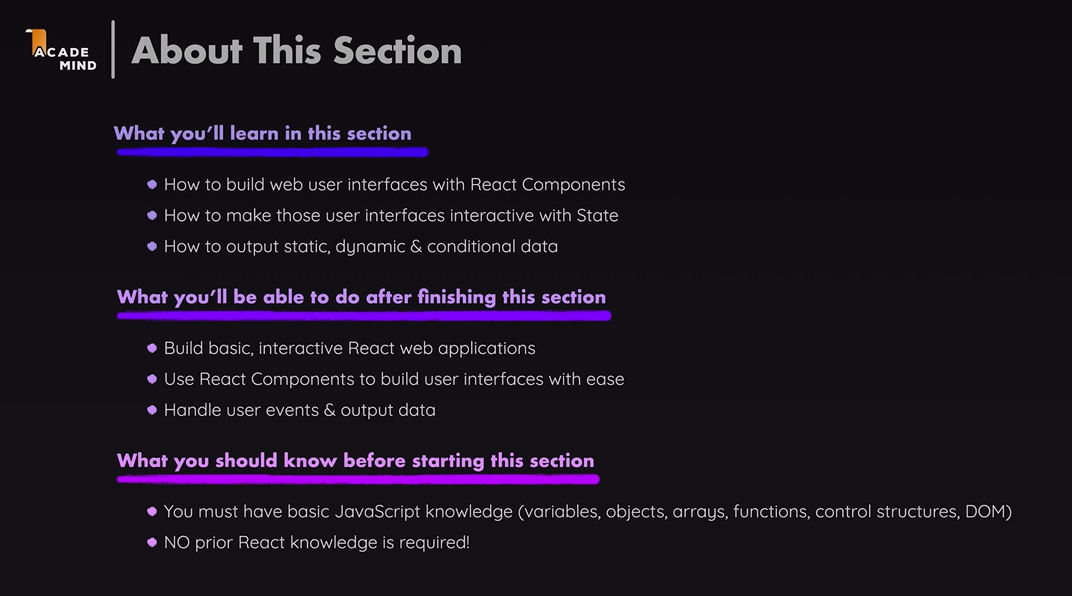 ACADE
MIND
About This Section
What you'll learn in this section
How to build web user interfaces with React Components
How to make those user interfaces interactive with State
How to output static, dynamic & conditional data
What you'll be able to do after finishing this section
Build basic, interactive React web applications
Use React Components to build user interfaces with ease
Handle user events & output data
What you should know before starting this section
You must have basic JavaScript knowledge (variables, objects, arrays, functions, control structures, DOM)
NO prior React knowledge is required!